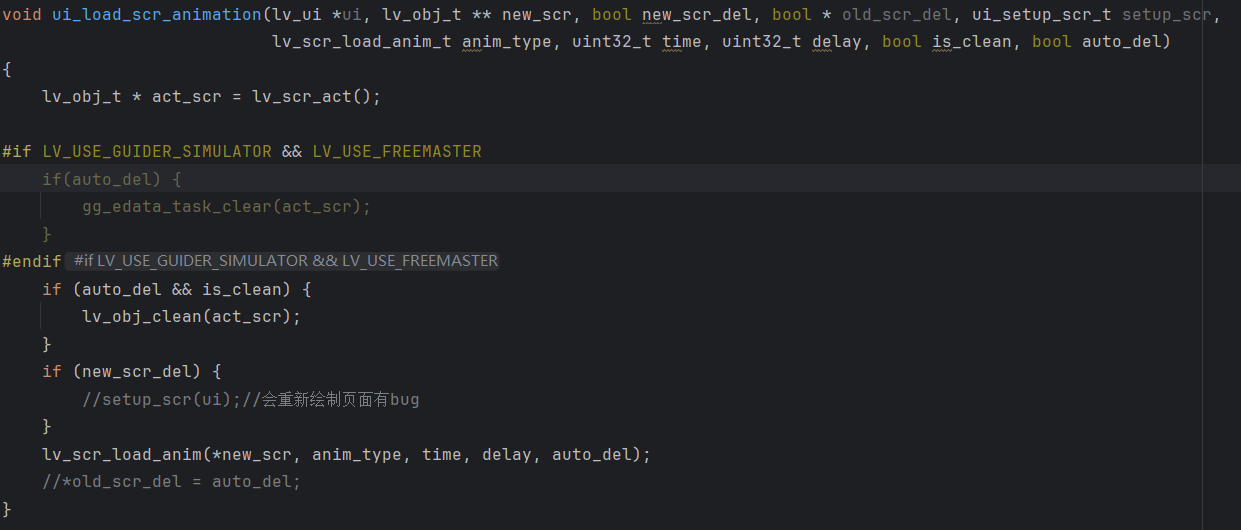 void ui_load_scr_animation(lv_ui *ui, lv_obj_t ** new_scr, bool new_scr_del, bool * old_scr_del, ui_setup_scr_t setup_scr,
                           lv_scr_load_anim_t anim_type, uint32_t time, uint32_t delay, bool is_clean, bool auto_del)
{
    lv_obj_t * act_scr = lv_scr_act();

#if LV_USE_GUIDER_SIMULATOR && LV_USE_FREEMASTER
    if(auto_del) {
        gg_edata_task_clear(act_scr);
    }
#endif #if LV_USE_GUIDER_SIMULATOR && LV_USE_FREEMASTER
    if (auto_del && is_clean) {
        lv_obj_clean(act_scr);
    }
    if (new_scr_del) {
        //setup_scr(ui);//会重新绘制页面有bug
    }
    lv_scr_load_anim(*new_scr, anim_type, time, delay, auto_del);
    //*old_scr_del = auto_del;
}